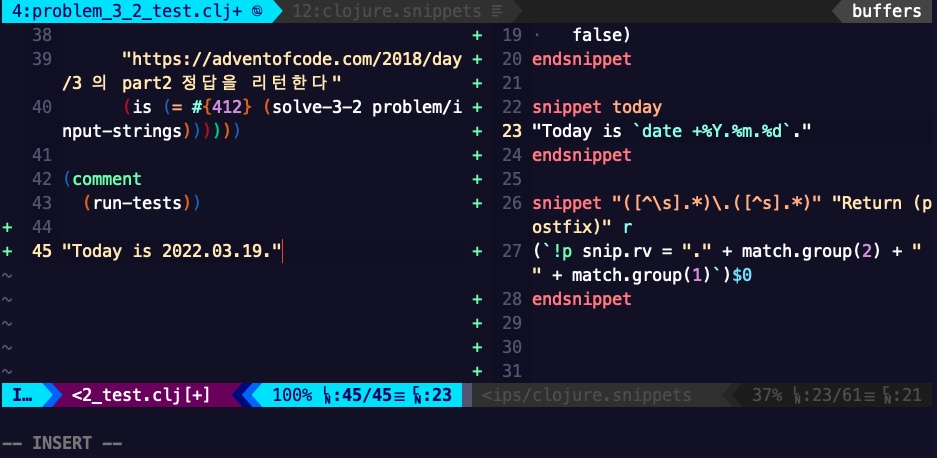 4:problem_3_2_test.clj+ 12:clojure.snippets buffers
38
39 "https://adventofcode.com/2018/day
/3 의 part2 정답을 리턴한다"
40 (is (= #{412} (solve-3-2 problem/i
nput-strings))))))
41
42 (comment
43 (run-tests))
+ 44
+ 45 "Today is 2022.03.19."
~
~
~
~
~
+ 19 · false)
+ 20 endsnippet
+ 21
+ 22 snippet today
+ 23 "Today is `date +%Y.%m.%d`."
+ 24 endsnippet
+ 25
+ 26 snippet "([^\s].*)\.([^s].*)" "Return (p
ostfix)" r
+ 27 (`!p snip.rv = "." + match.group(2) + "
" + match.group(1)`)$0
+ 28 endsnippet
+ 29
+ 30
+ 31
I… <2_test.clj[+] 100% ㏑:45/45≡ ␤:23
<ips/clojure.snippets 37% ㏑:23/61≡ ␤:21
-- INSERT --